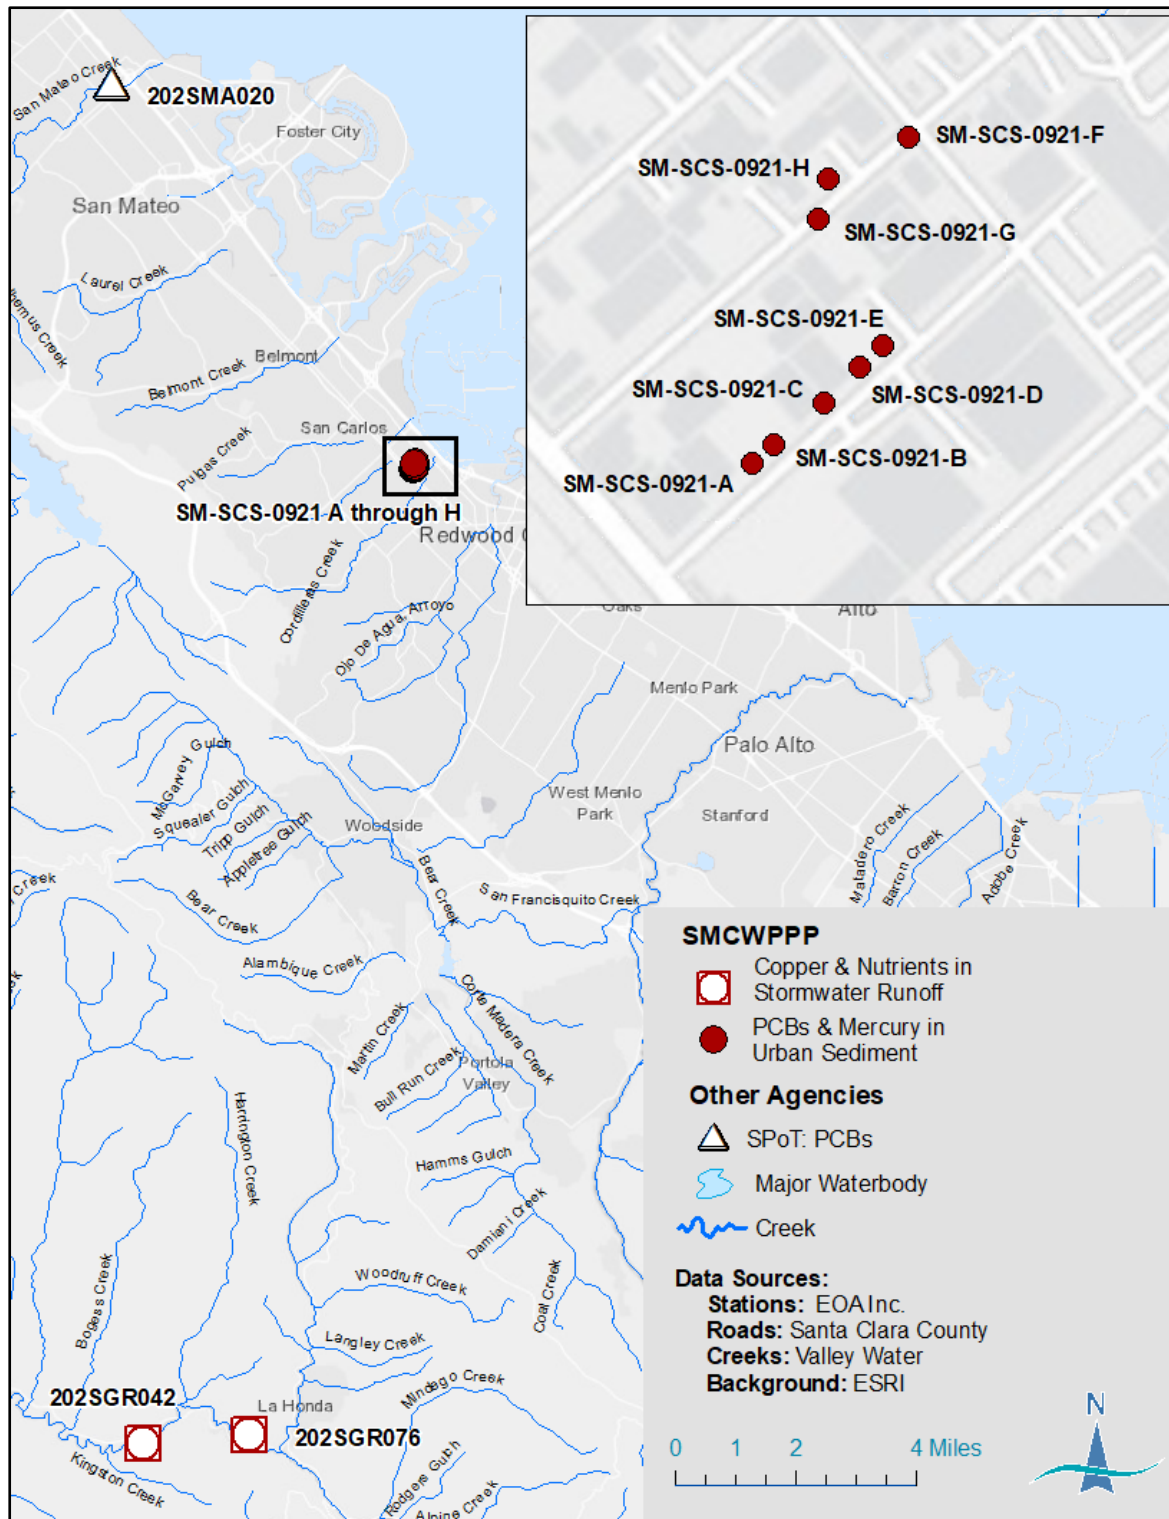 San Mateo Creek
202SMA020
Foster City
San Mateo
Laurel Creek
Creek
Belmont
Belmont Creek
San Carlos
Pulgas Creek
SM-SCS-0921 A through H
Redwood
Cordilleras Creek
Ojo De Agua, Arroyo
SM-SCS-0921-F
SM-SCS-0921-H
SM-SCS-0921-G
SM-SCS-0921-E
SM-SCS-0921-C
SM-SCS-0921-D
SM-SCS-0921-B
SM-SCS-0921-A
Oaks
Alto
Menlo Park
Palo Alto
West Menlo
Park
Stanford
McGarvey Gulch
Squealer Gulch
Tripp Gulch
Appletree Gulch
Woodside
Bear Creek
San Francisquito Creek
Matadero Creek
Barron Creek
Adobe Creek
Creek
Bear Creek
Alambique Creek
Corte Madera Creek
Martin Creek
Bull Run Creek
Portola
Valley
Harrington Creek
Hamms Gulch
Damiani Creek
Woodruff Creek
Coal Creek
Bogess Creek
Langley Creek
Mindego Creek
202SGR042
La Honda
202SGR076
Kingston Creek
Rodgers Gulch
Alpine Creek
SMCWPPP
Copper & Nutrients in
Stormwater Runoff
PCBs & Mercury in
Urban Sediment
Other Agencies
SPoT: PCBs
Major Waterbody
Creek
Data Sources:
Stations: EOA Inc.
Roads: Santa Clara County
Creeks: Valley Water
Background: ESRI
N
0 1 2 4 Miles